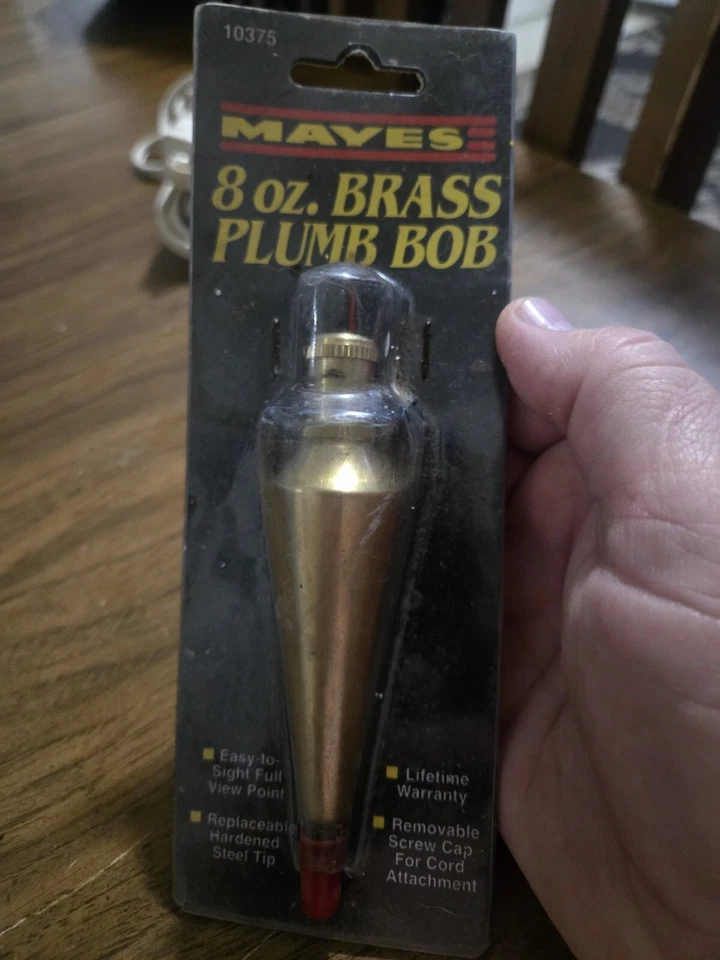 10375
MAYES
8 oz. BRASS
PLUMB BOB
Easy-to-
Sight Full
View Point
Replaceable
Hardened
Steel Tip
Lifetime
Warranty
Removable
Screw Cap
For Cord
Attachment